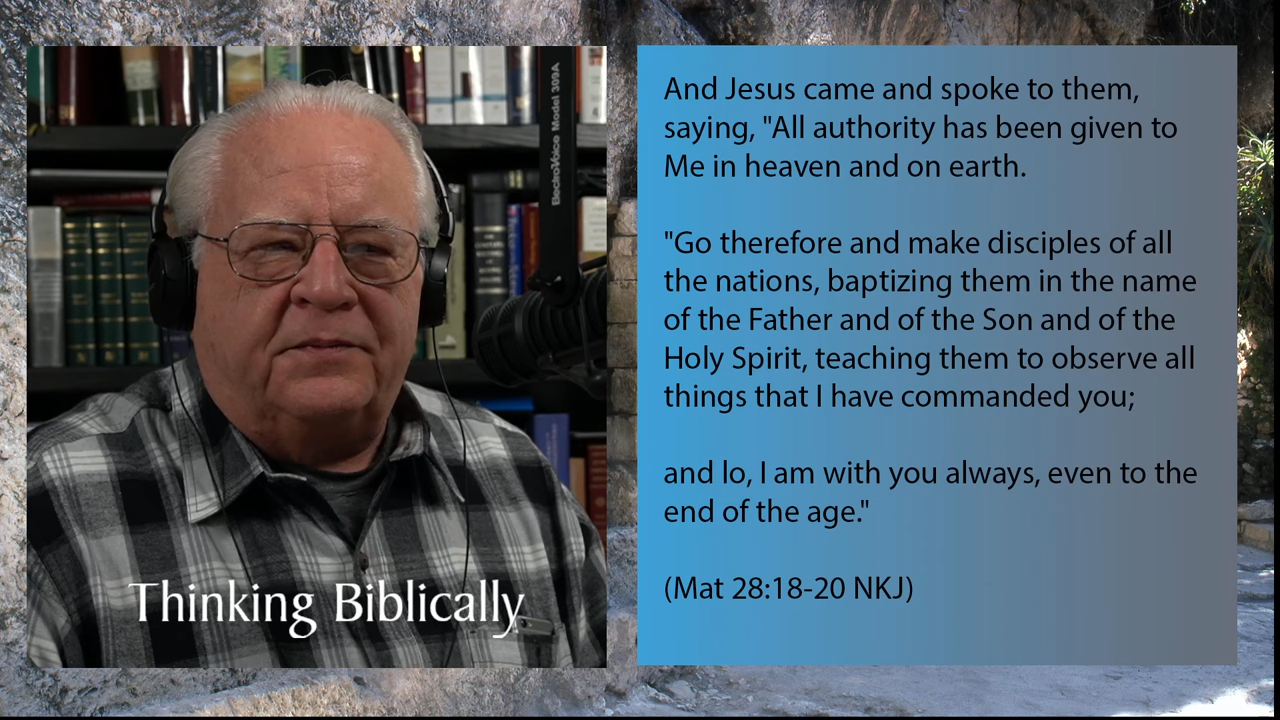 ElectroVoice Model 309A
Thinking Biblically
And Jesus came and spoke to them,
saying, "All authority has been given to
Me in heaven and on earth.
"Go therefore and make disciples of all
the nations, baptizing them in the name
of the Father and of the Son and of the
Holy Spirit, teaching them to observe all
things that I have commanded you;
and lo, I am with you always, even to the
end of the age."
(Mat 28:18-20 NKJ)